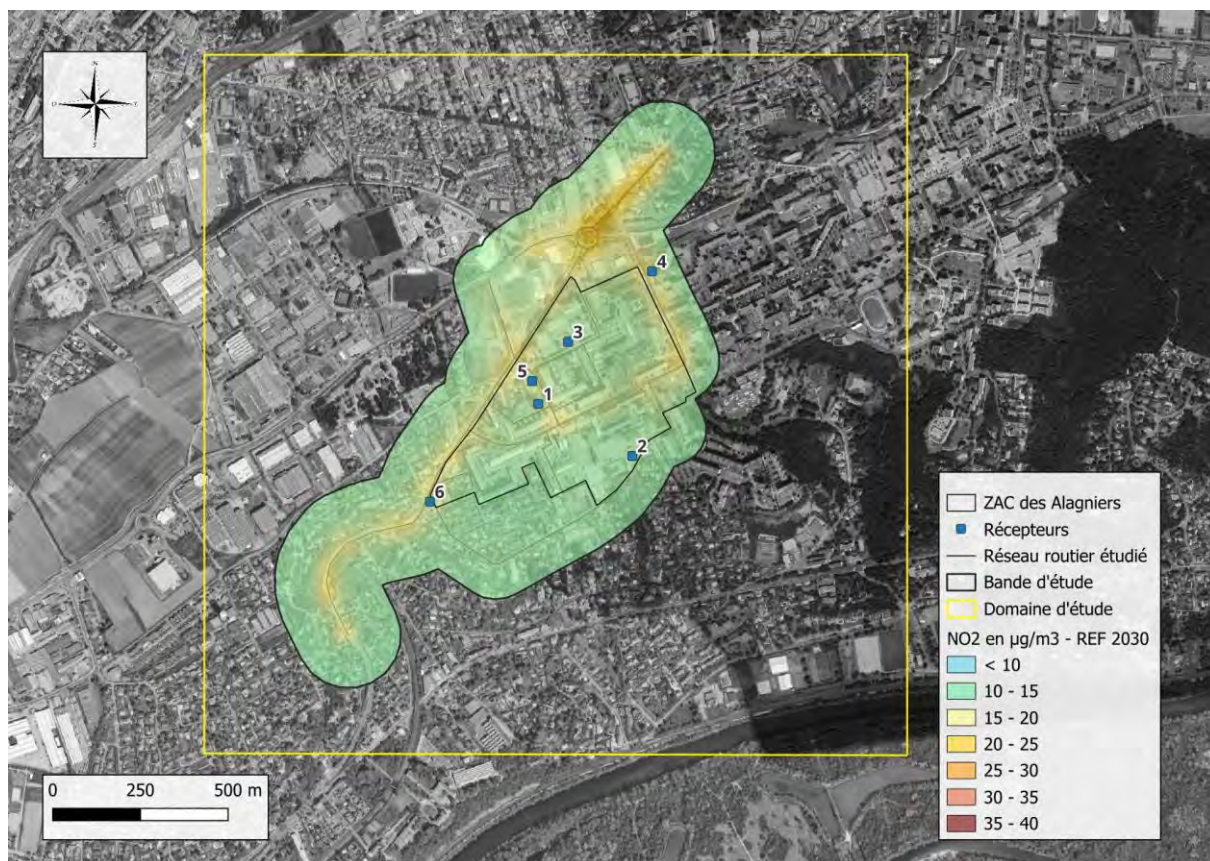 N
O
E
S
4
3
5
1
2
6
ZAC des Alagniers
Récepteurs
Réseau routier étudié
Bande d'étude
Domaine d'étude
NO2 en µg/m3 - REF 2030
< 10
10 - 15
15 - 20
20 - 25
25 - 30
30 - 35
35 - 40
0 250 500 m